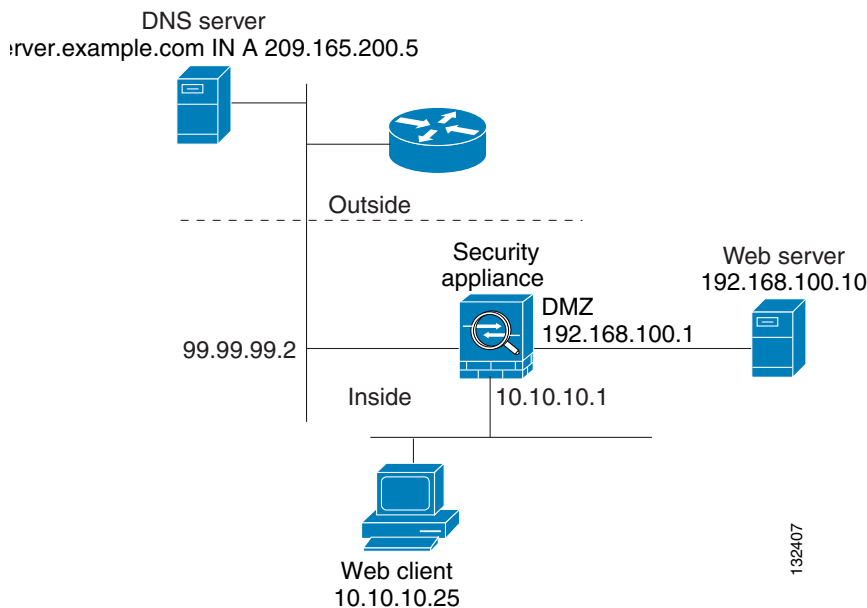 DNS server
erver.example.com IN A 209.165.200.5
Outside
Security
appliance
Web server
192.168.100.10
DMZ
192.168.100.1
99.99.99.2
Inside
10.10.10.1
Web client
10.10.10.25
132407